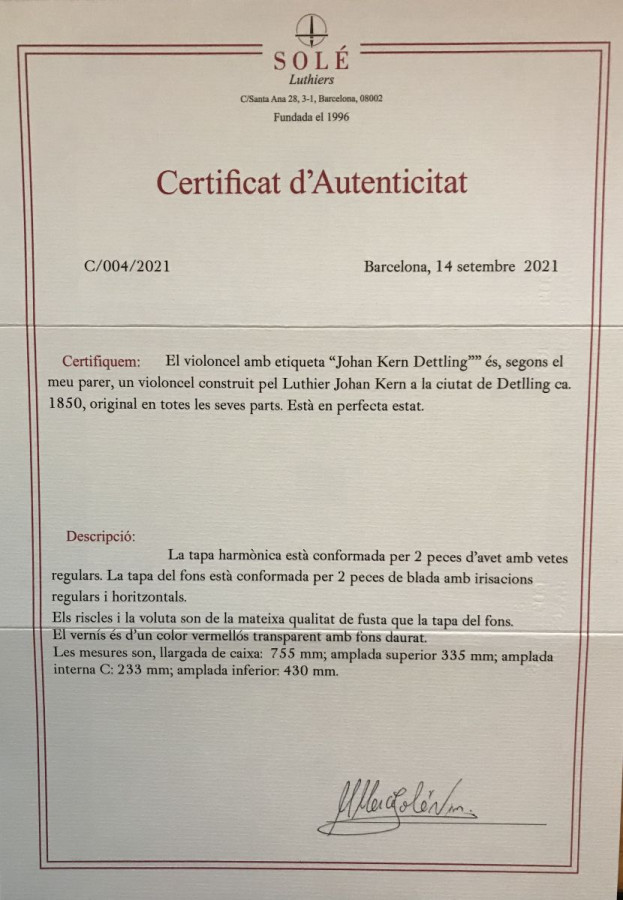 SOLÉ
Luthiers
C/Santa Ana 28, 3-1, Barcelona, 08002
Fundada el 1996
Certificat d’Autenticitat
C/004/2021 Barcelona, 14 setembre 2021
Certifiquem: El violoncel amb etiqueta “Johan Kern Dettling”” és, segons el
meu parer, un violoncel construit pel Luthier Johan Kern a la ciutat de Detlling ca.
1850, original en totes les seves parts. Està en perfecta estat.
Descripció:
La tapa harmònica està conformada per 2 peces d’avet amb vetes
regulars. La tapa del fons està conformada per 2 peces de blada amb irisacions
regulars i horitzontals.
Els riscles i la voluta son de la mateixa qualitat de fusta que la tapa del fons.
El vernís és d’un color vermellós transparent amb fons daurat.
Les mesures son, llargada de caixa: 755 mm; amplada superior 335 mm; amplada
interna C: 233 mm; amplada inferior: 430 mm.